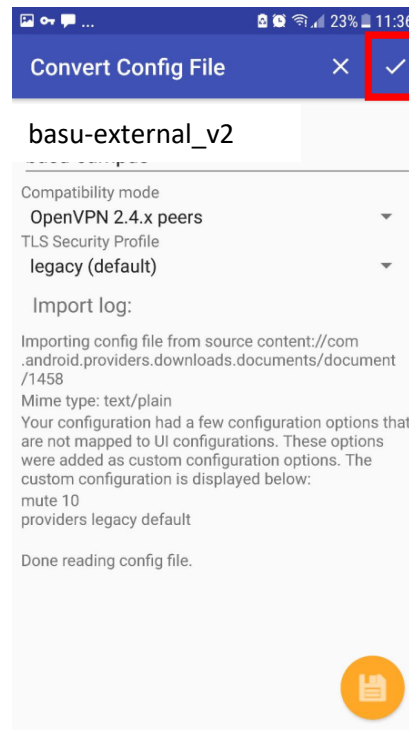 ... 23% 11:36
Convert Config File
basu-external_v2
Compatibility mode
OpenVPN 2.4.x peers
TLS Security Profile
legacy (default)
Import log:
Importing config file from source content://com
.android.providers.downloads.documents/document
/1458
Mime type: text/plain
Your configuration had a few configuration options that
are not mapped to UI configurations. These options
were added as custom configuration options. The
custom configuration is displayed below:
mute 10
providers legacy default
Done reading config file.